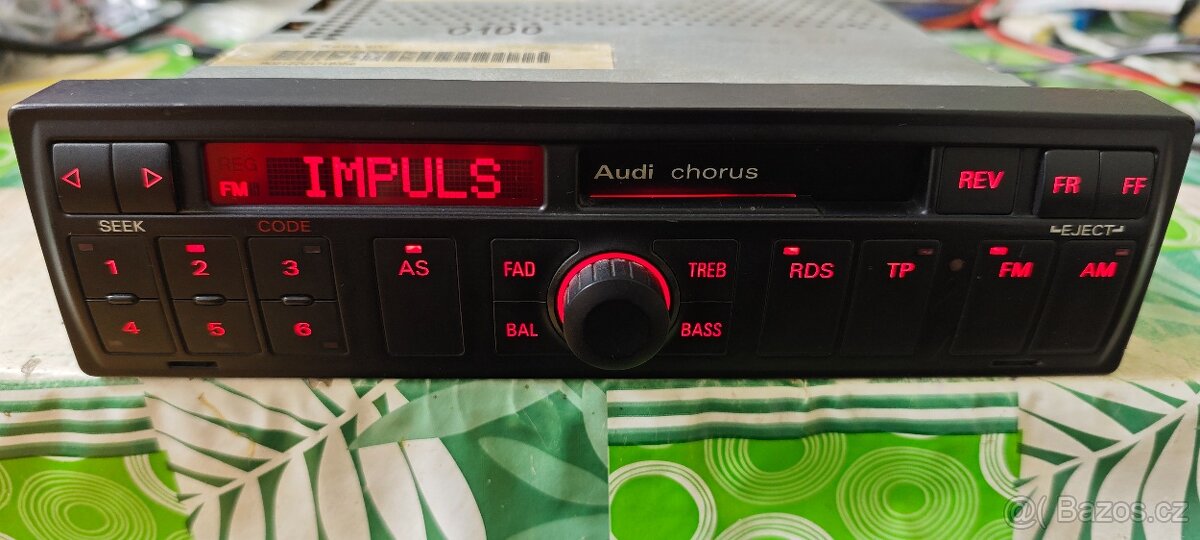 0100
REG
FM IMPULS
Audi chorus
REV
FR
FF
SEEK
CODE
EJECT
1 2 3
AS
FAD
TREB
RDS
TP
FM
AM
4 5 6
BAL
BASS
@(Bazos.cz